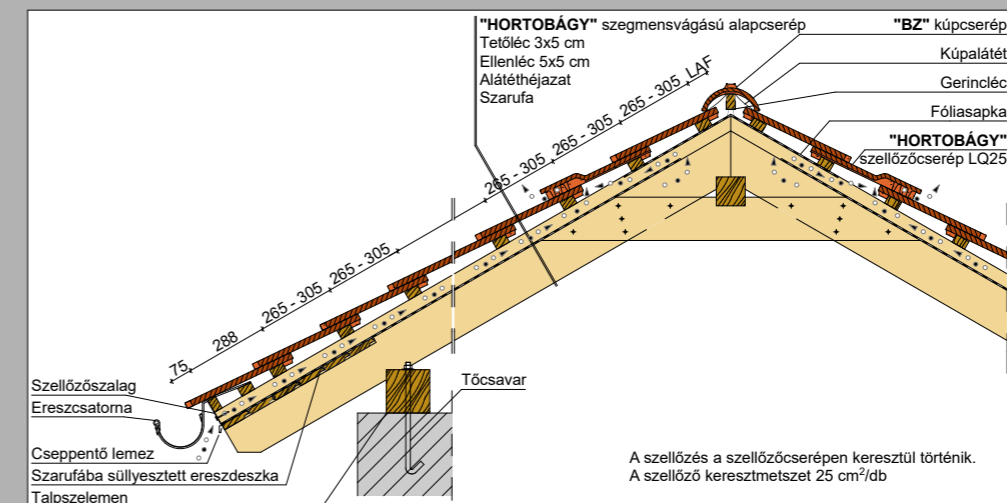 "HORTOBÁGY" szegmensvágású alapcserép
Tetőléc 3x5 cm
Ellenléc 5x5 cm
Alátéthéjazat
Szarufa
"BZ" kúpcserép
Kúpalátét
Gerincléc
Fóliasapka
"HORTOBÁGY"
szellőzőcserép LQ25
75
288
265 - 305
265 - 305
265 - 305
265 - 305
265 - 305
LAF
Szellőzőszalag
Ereszcsatorna
Cseppentő lemez
Szarufába süllyesztett ereszdeszka
Talpszelemen
Tőcsavar
A szellőzés a szellőzőcserépen keresztül történik.
A szellőző keresztmetszet 25 cm²/db